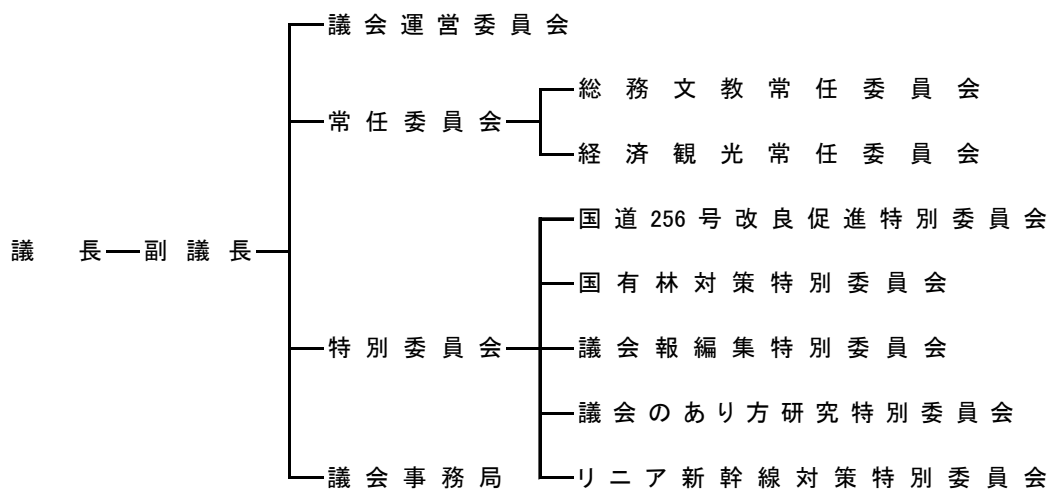 議会運営委員会
総務文教常任委員会
常任委員会
経済観光常任委員会
国道256号改良促進特別委員会
議長
副議長
国有林対策特別委員会
特別委員会
議会報編集特別委員会
議会のあり方研究特別委員会
議会事務局
リニア新幹線対策特別委員会